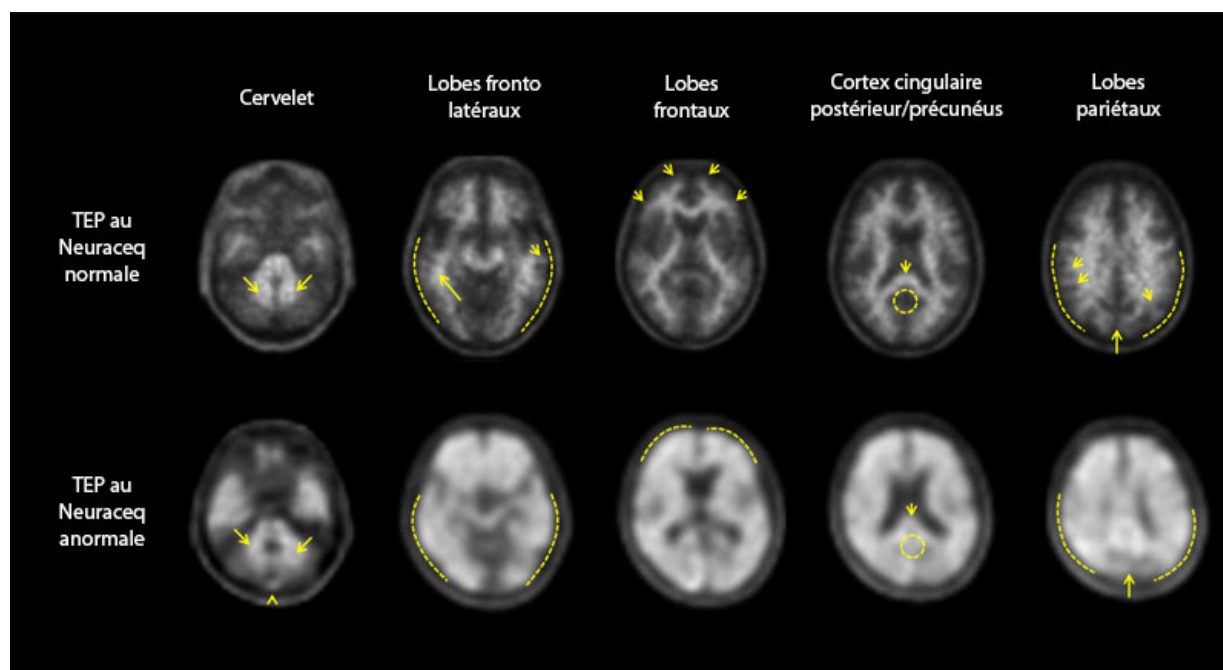 Cervelet
Lobes fronto
latéraux
Lobes
frontaux
Cortex cingulaire
postérieur/précunéus
Lobes
pariétaux
TEP au
Neuraceq
normale
TEP au
Neuraceq
anormale